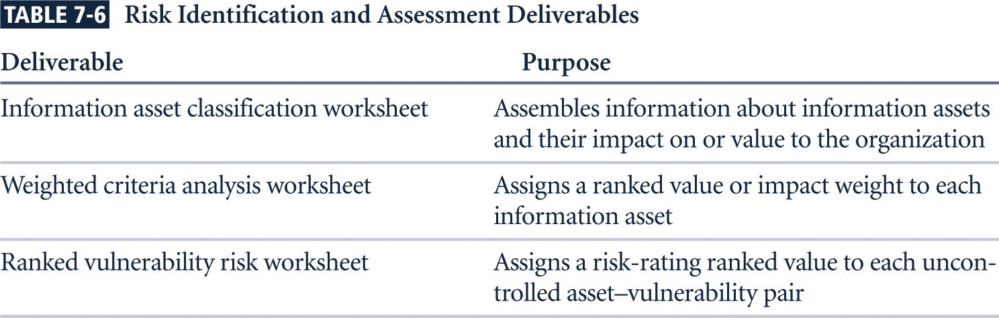 TABLE 7-6 Risk Identification and Assessment Deliverables
Deliverable Purpose
Information asset classification worksheet Assembles information about information assets
and their impact on or value to the organization
Weighted criteria analysis worksheet Assigns a ranked value or impact weight to each
information asset
Ranked vulnerability risk worksheet Assigns a risk-rating ranked value to each uncon-
trolled asset–vulnerability pair